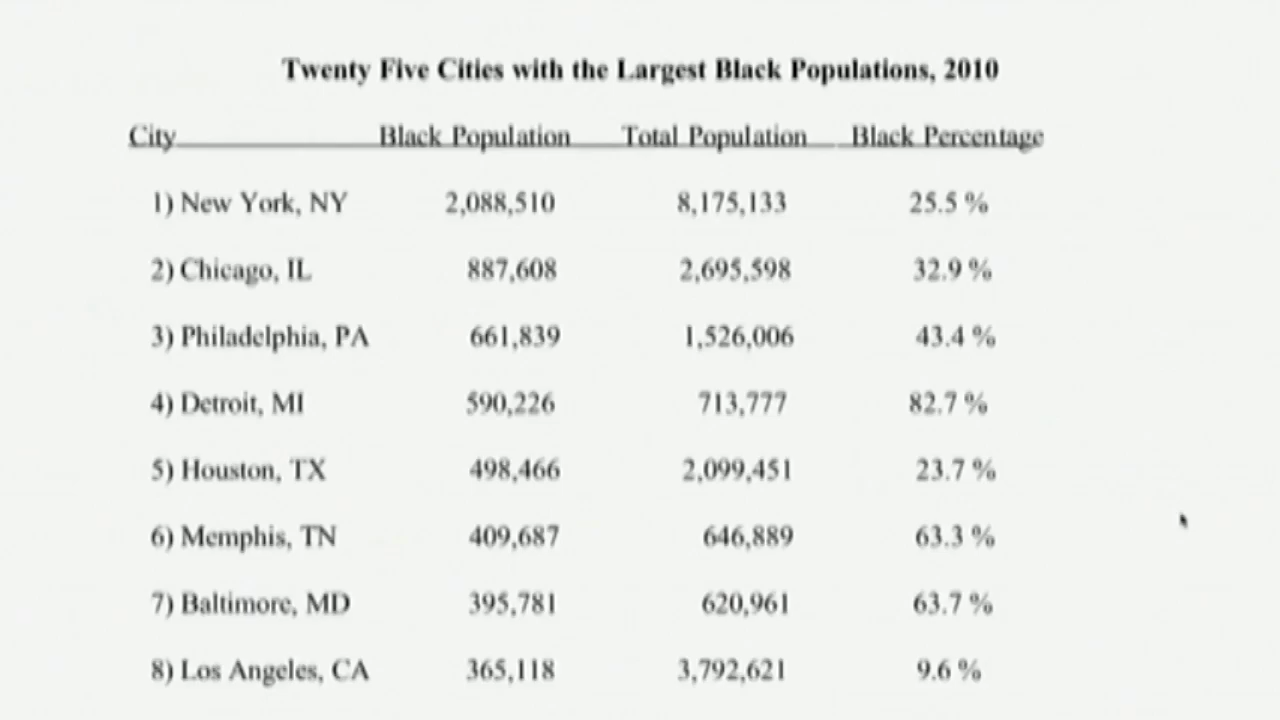 Twenty Five Cities with the Largest Black Populations, 2010
City Black Population Total Population Black Percentage
1) New York, NY 2,088,510 8,175,133 25.5 %
2) Chicago, IL 887,608 2,695,598 32.9 %
3) Philadelphia, PA 661,839 1,526,006 43.4 %
4) Detroit, MI 590,226 713,777 82.7 %
5) Houston, TX 498,466 2,099,451 23.7 %
6) Memphis, TN 409,687 646,889 63.3 %
7) Baltimore, MD 395,781 620,961 63.7 %
8) Los Angeles, CA 365,118 3,792,621 9.6 %